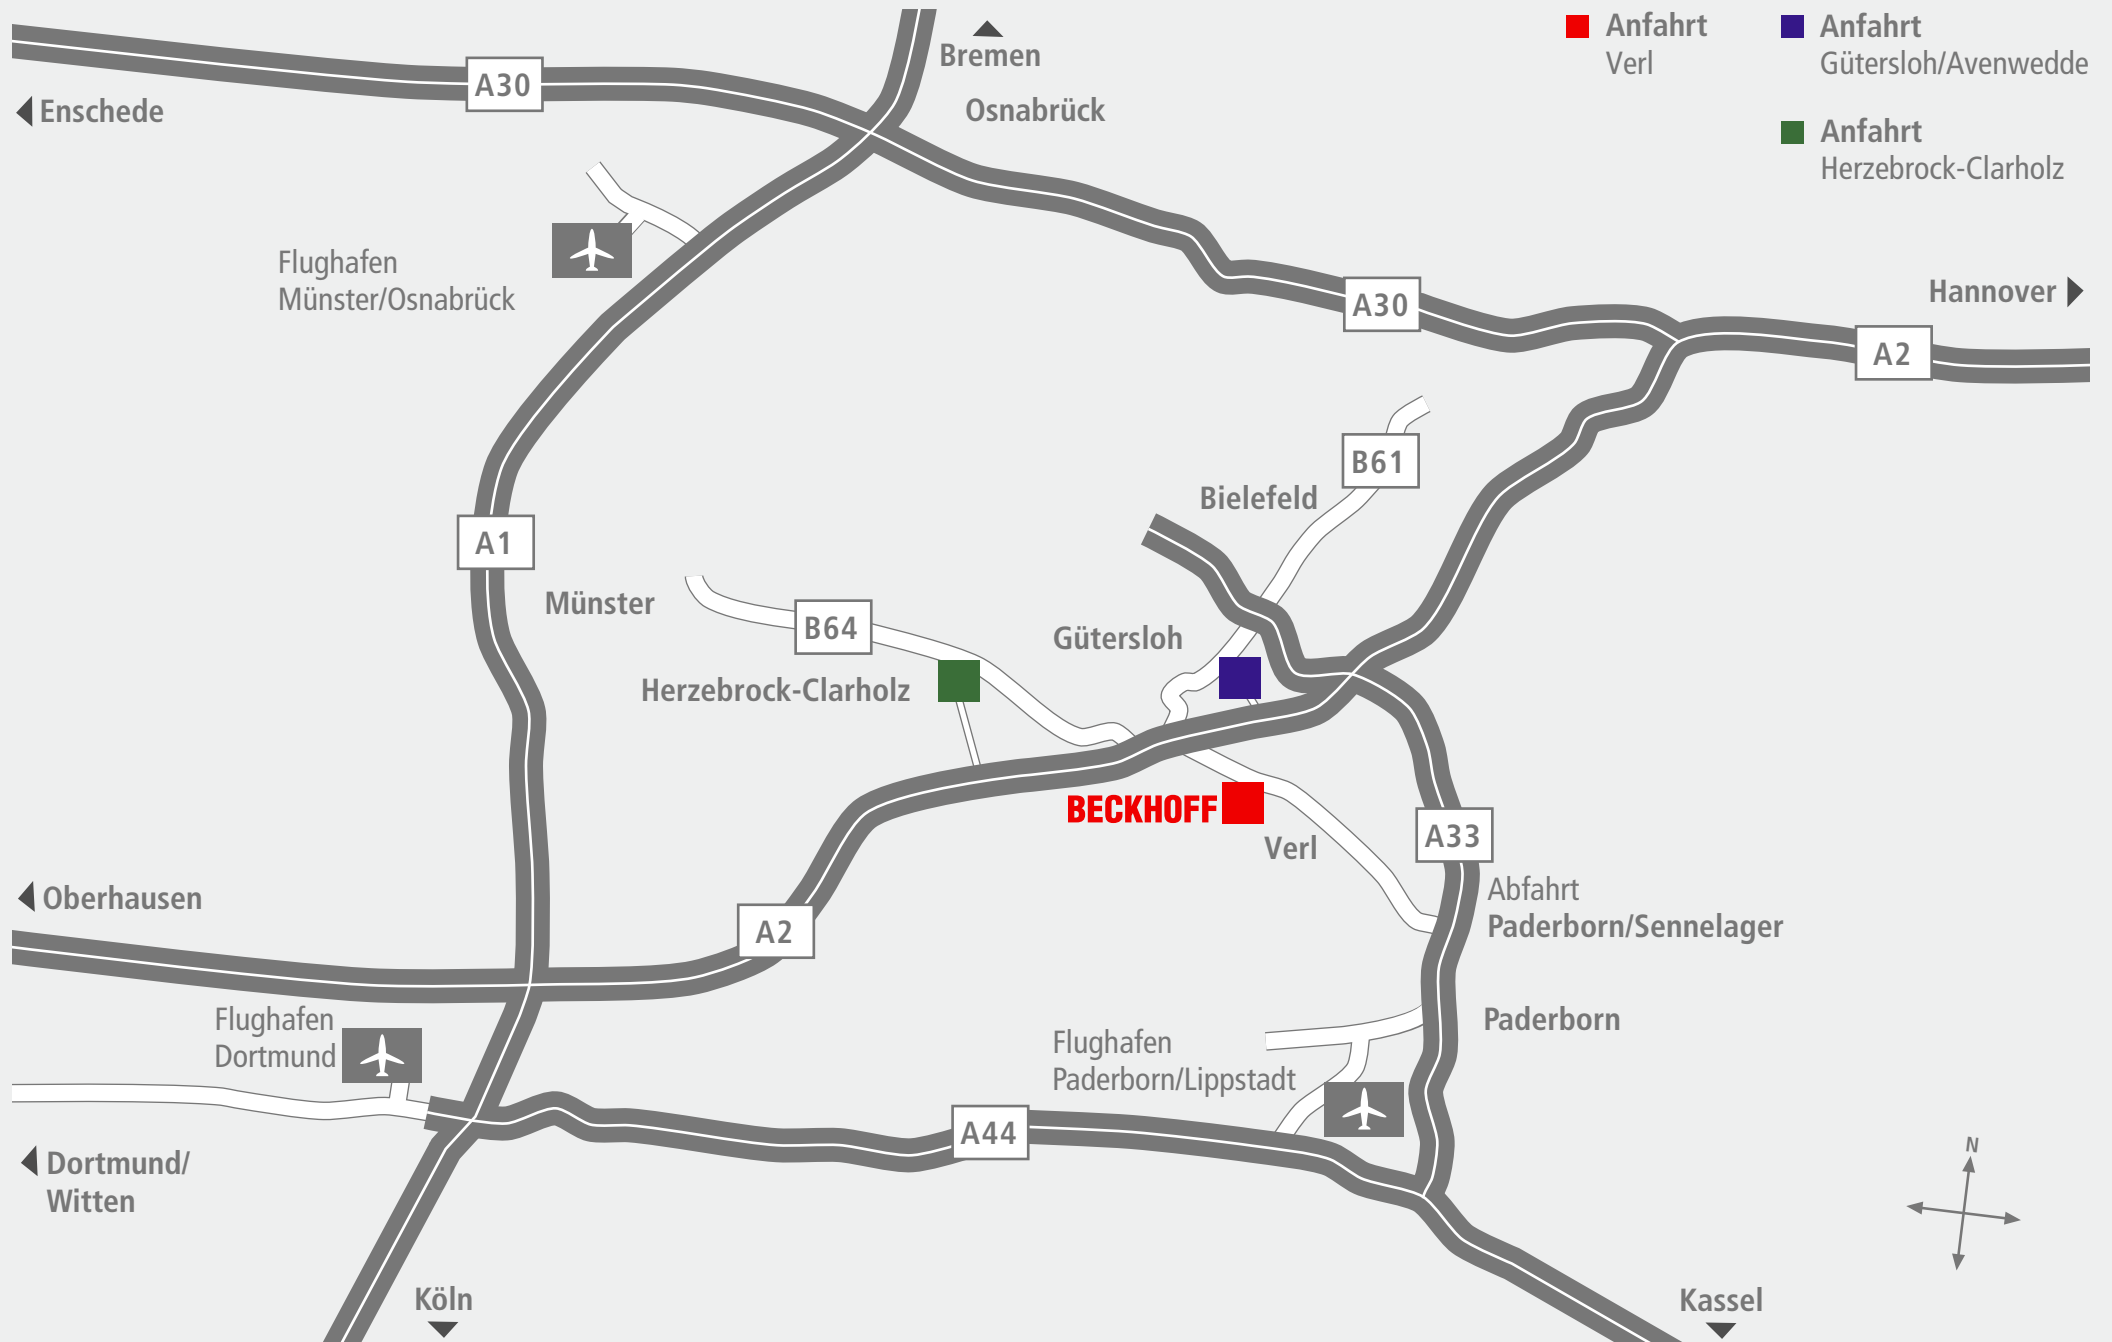 Bremen
Osnabrück
Anfahrt
Verl
Anfahrt
Gütersloh/Avenwedde
Anfahrt
Herzebrock-Clarholz
A30
Enschede
Flughafen
Münster/Osnabrück
Hannover
A30
A2
B61
Bielefeld
A1
Münster
B64
Gütersloh
Herzebrock-Clarholz
BECKHOFF
Verl
A33
Abfahrt
Paderborn/Sennelager
Oberhausen
A2
Flughafen
Dortmund
Paderborn
Flughafen
Paderborn/Lippstadt
A44
Dortmund/
Witten
N
Köln
Kassel